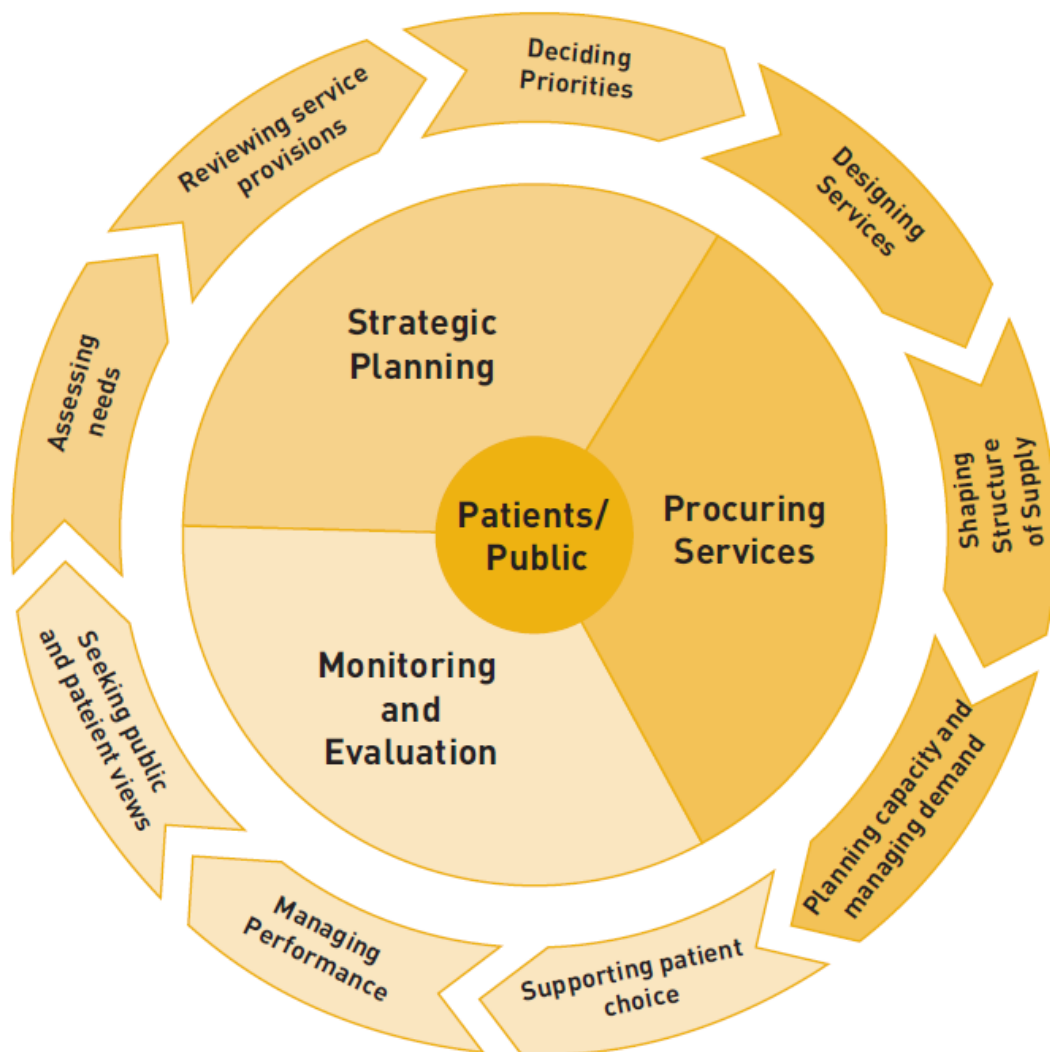 Deciding
Priorities
Designing
Services
Shaping
Structure
of Supply
Planning capacity and
managing demand
Supporting patient
choice
Managing
Performance
Seeking public
and pateient views
Assessing
needs
Reviewing service
provisions
Strategic
Planning
Procuring
Services
Monitoring
and
Evaluation
Patients/
Public